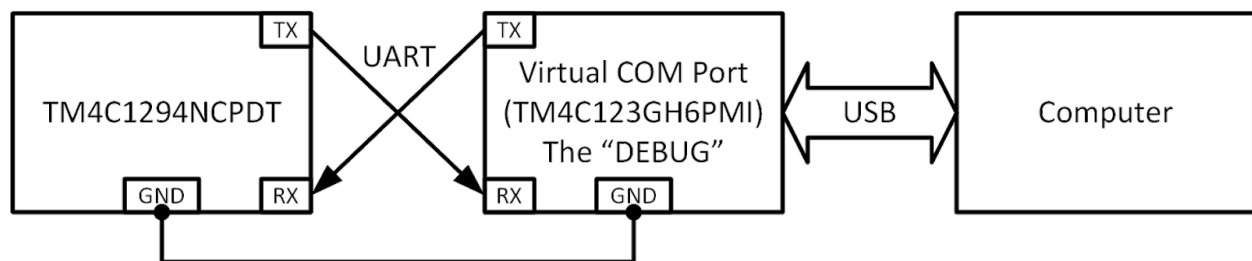 TX
TX
UART
Virtual COM Port
TM4C1294NCPDT
(TM4C123GH6PMI)
USB
Computer
The “DEBUG”
GND
RX
RX
GND